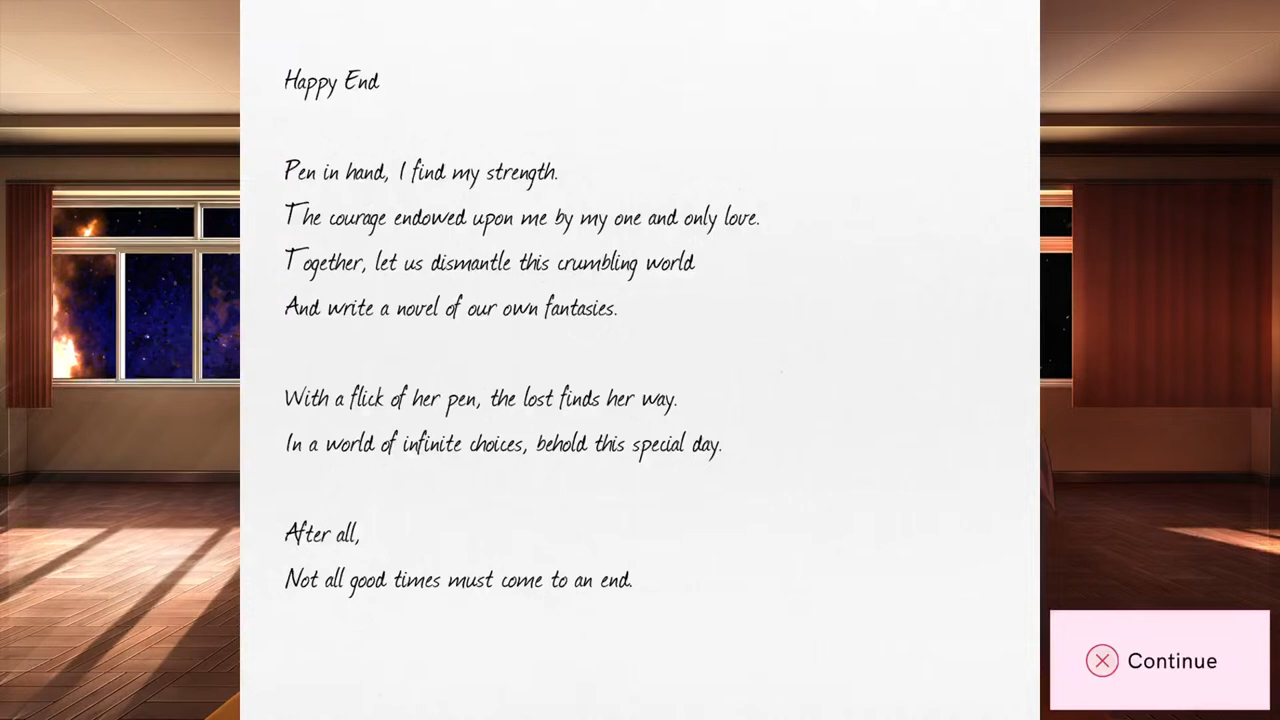 Happy End
Pen in hand, I find my strength.
The courage endowed upon me by my one and only love.
Together, let us dismantle this crumbling world
And write a novel of our own fantasies.
With a flick of her pen, the lost finds her way.
In a world of infinite choices, behold this special day.
After all,
Not all good times must come to an end.
Continue